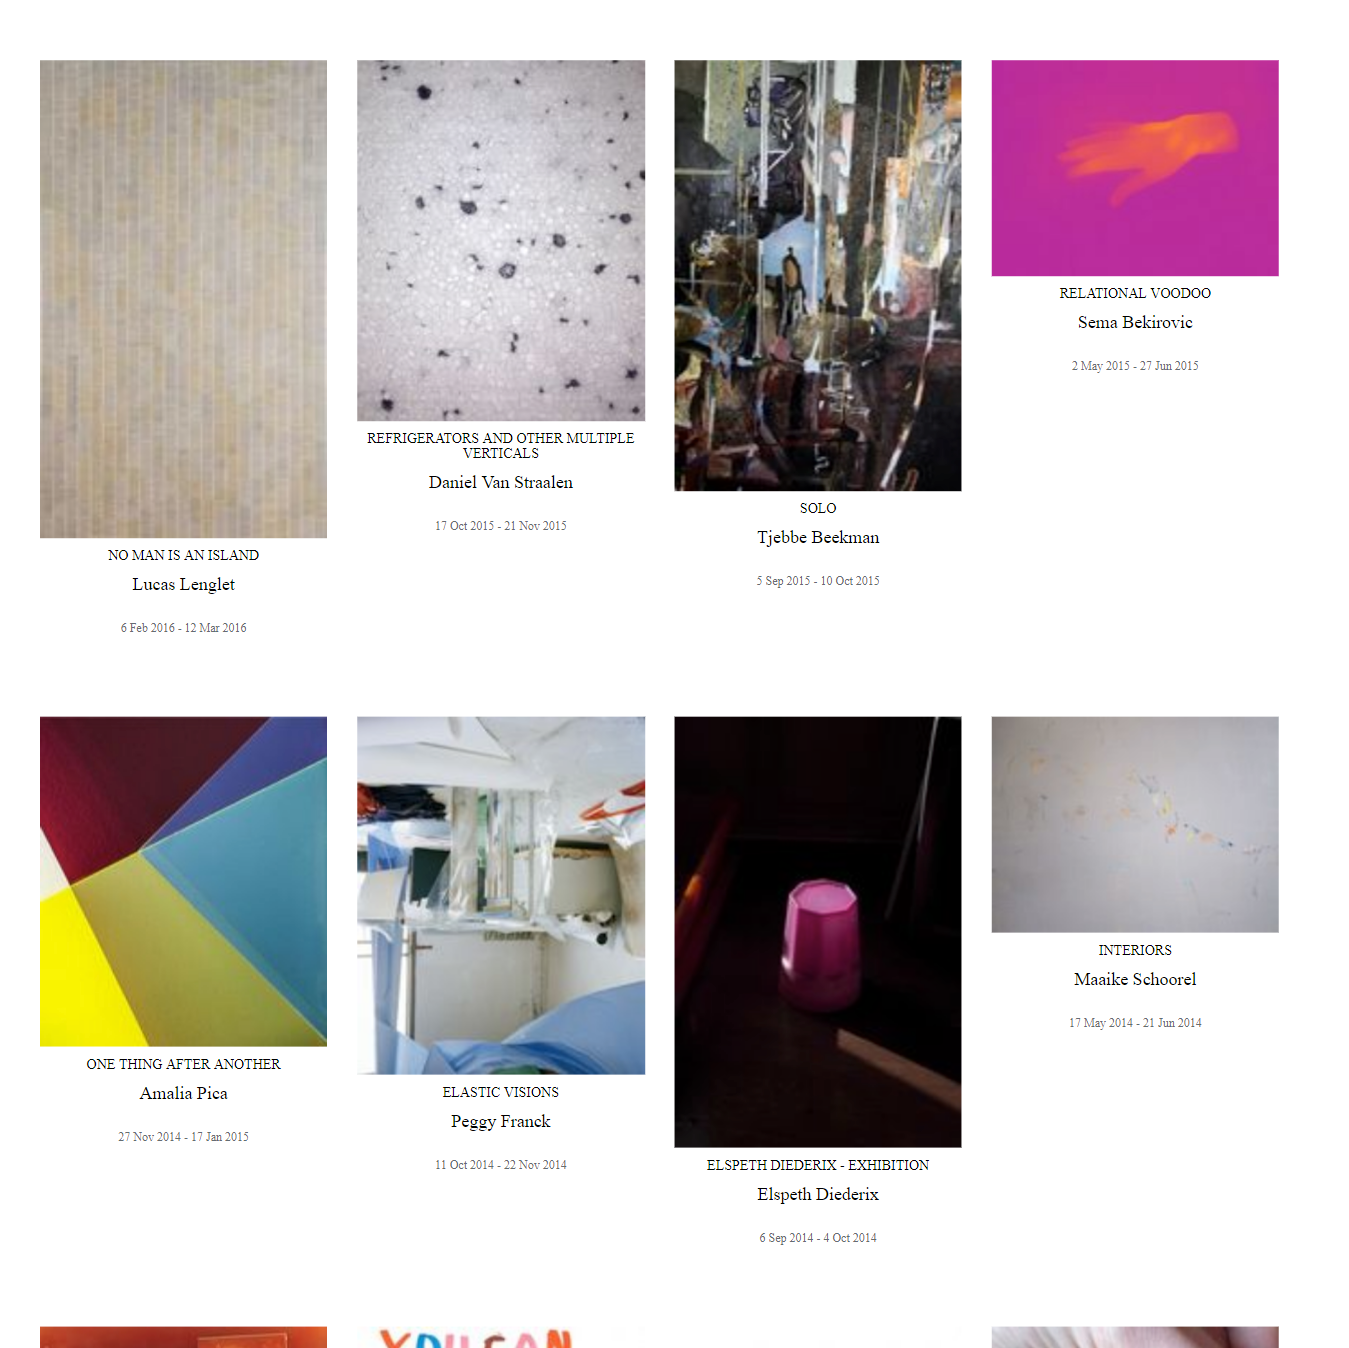 NO MAN IS AN ISLAND
Lucas Lenglet
6 Feb 2016 - 12 Mar 2016
REFRIGERATORS AND OTHER MULTIPLE
VERTICALS
Daniel Van Straalen
17 Oct 2015 - 21 Nov 2015
SOLO
Tjebbe Beekman
5 Sep 2015 - 10 Oct 2015
RELATIONAL VOODOO
Sema Bekirovic
2 May 2015 - 27 Jun 2015
ONE THING AFTER ANOTHER
Amalia Pica
27 Nov 2014 - 17 Jan 2015
ELASTIC VISIONS
Peggy Franck
11 Oct 2014 - 22 Nov 2014
ELSPETH DIEDERIX - EXHIBITION
Elspeth Diederix
6 Sep 2014 - 4 Oct 2014
INTERIORS
Maaike Schoorel
17 May 2014 - 21 Jun 2014
YOU CAN